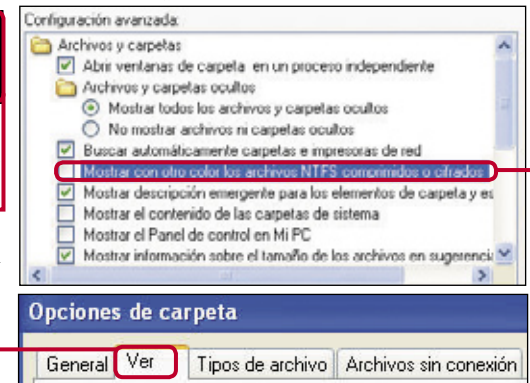 Configuración avanzada:
Archivos y carpetas
Abrir ventanas de carpeta en un proceso independiente
Archivos y carpetas ocultos
Mostrar todos los archivos y carpetas ocultos
No mostrar archivos ni carpetas ocultos
Buscar automáticamente carpetas e impresoras de red
Mostrar con otro color los archivos NTFS comprimidos o cifrados
Mostrar descripción emergente para los elementos de carpeta y es
Mostrar el contenido de las carpetas de sistema
Mostrar el Panel de control en Mi PC
Mostrar información sobre el tamaño de los archivos en sugerencia
Opciones de carpeta
General Ver Tipos de archivo Archivos sin conexión